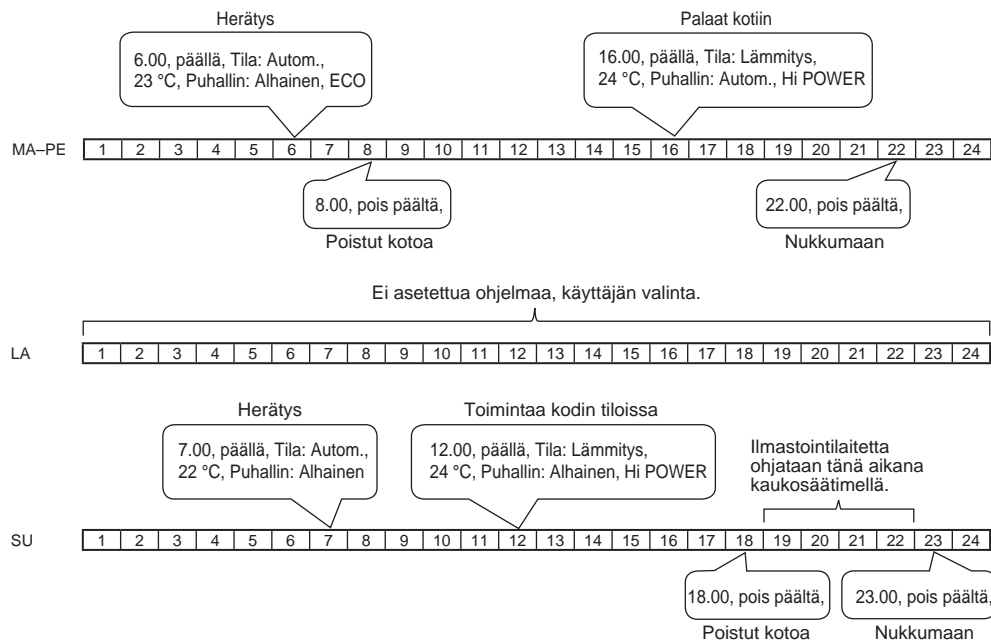 Herätys
6.00, päällä, Tila: Autom.,
23 °C, Puhallin: Alhainen, ECO
Palaat kotiin
16.00, päällä, Tila: Lämmitys,
24 °C, Puhallin: Autom., Hi POWER
MA–PE 1 2 3 4 5 6 7 8 9 10 11 12 13 14 15 16 17 18 19 20 21 22 23 24
8.00, pois päältä,
Poistut kotoa
22.00, pois päältä,
Nukkumaan
Ei asetettua ohjelmaa, käyttäjän valinta.
LA 1 2 3 4 5 6 7 8 9 10 11 12 13 14 15 16 17 18 19 20 21 22 23 24
Herätys
7.00, päällä, Tila: Autom.,
22 °C, Puhallin: Alhainen
Toimintaa kodin tiloissa
12.00, päällä, Tila: Lämmitys,
24 °C, Puhallin: Alhainen, Hi POWER
Ilmastointilaitetta
ohjataan tänä aikana
kaukosäätimellä.
SU 1 2 3 4 5 6 7 8 9 10 11 12 13 14 15 16 17 18 19 20 21 22 23 24
18.00, pois päältä,
Poistut kotoa
23.00, pois päältä,
Nukkumaan